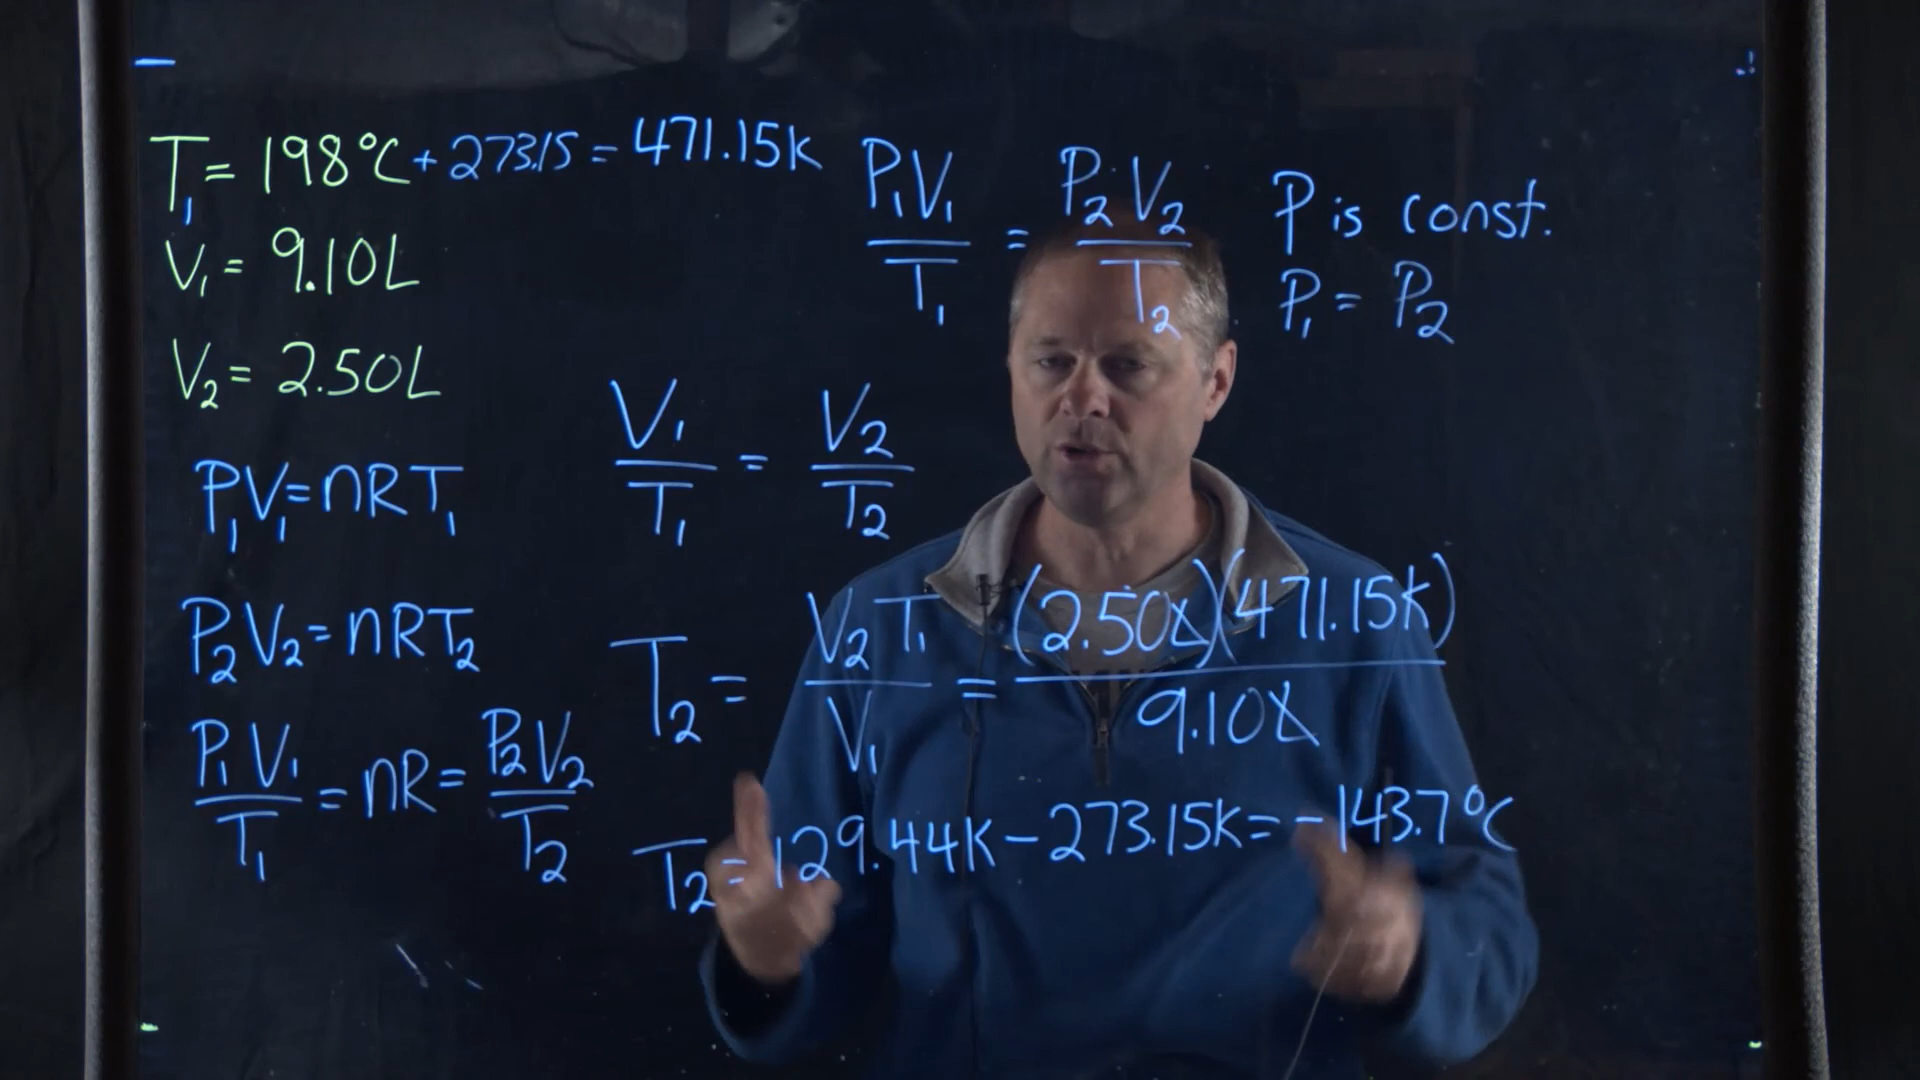 T₁ = 198°C + 273.15 = 471.15K
V₁ = 9.10L
V₂ = 2.50L
P₁V₁ = nRT₁
P₂V₂ = nRT₂
P₁V₁/T₁ = nR = P₂V₂/T₂
P₁V₁/T₁ = P₂V₂/T₂
P is const.
P₁ = P₂
V₁/T₁ = V₂/T₂
T₂ = V₂T₁/V₁ = (2.50L)(471.15K)/9.10L
T₂ = 129.44K - 273.15K = -143.7°C